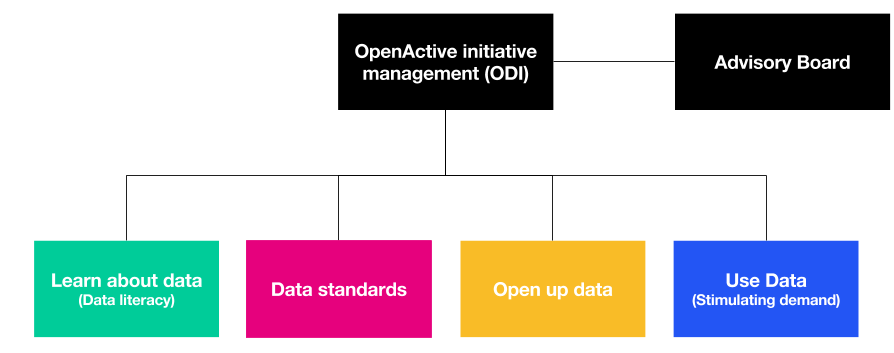 OpenActive initiative
management (ODI)
Advisory Board
Learn about data
(Data literacy)
Data standards
Open up data
Use Data
(Stimulating demand)